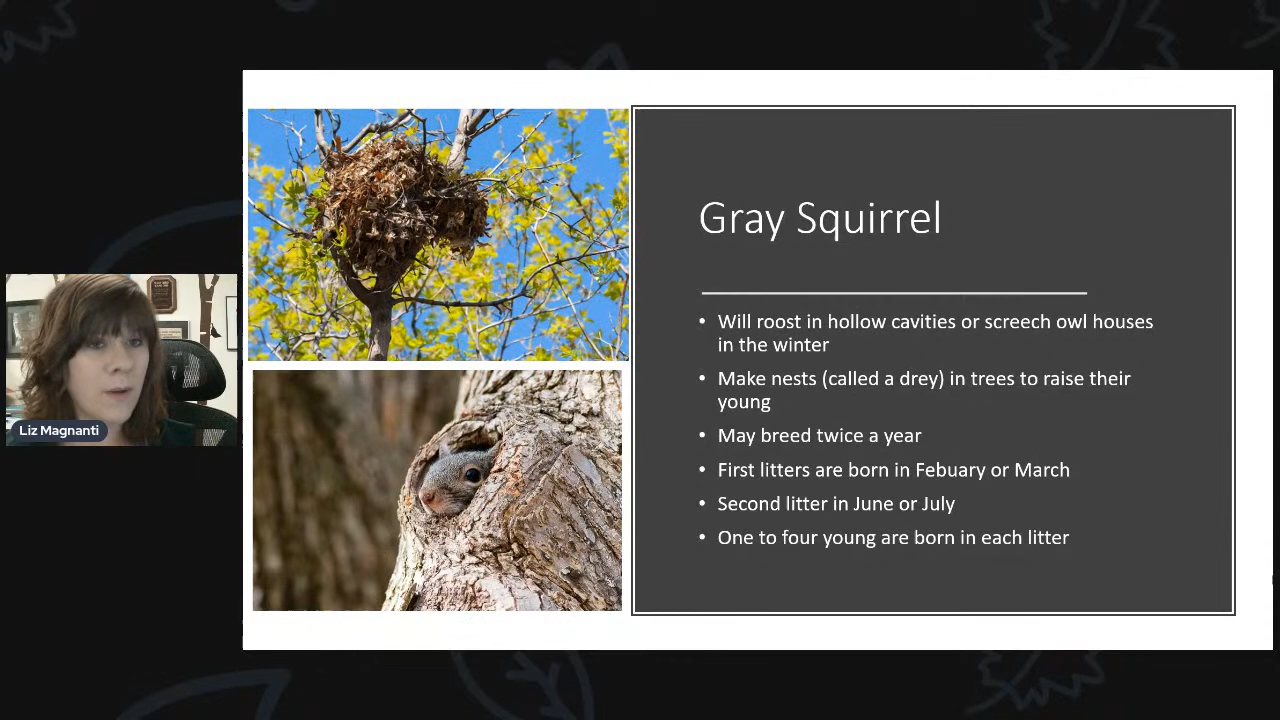 Gray Squirrel
• Will roost in hollow cavities or screech owl houses
in the winter
• Make nests (called a drey) in trees to raise their
young
• May breed twice a year
• First litters are born in Febuary or March
• Second litter in June or July
• One to four young are born in each litter
Liz Magnanti